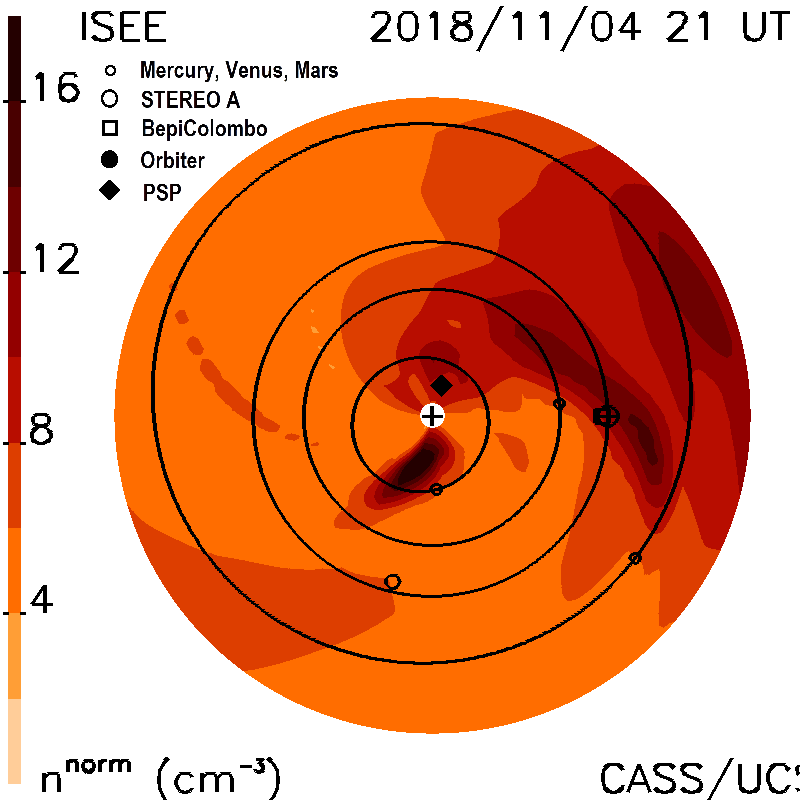 ISEE 2018/11/04 21 UT
Mercury, Venus, Mars
STEREO A
BepiColombo
Orbiter
PSP
16
12
8
4
n^norm (cm^-3) CASS/UCS